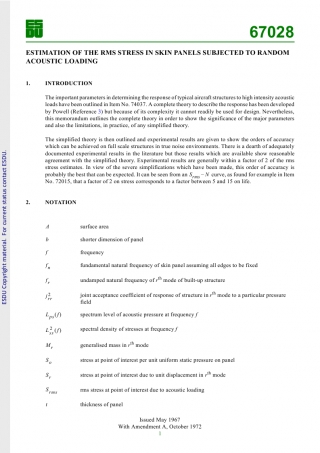 ESDU
67028
ESTIMATION OF THE RMS STRESS IN SKIN PANELS SUBJECTED TO RANDOM
ACOUSTIC LOADING
1. INTRODUCTION
The important parameters in determining the response of typical aircraft structures to high intensity acoustic
loads have been outlined in Item No. 74037. A complete theory to describe the response has been developed
by Powell (Reference 3) but because of its complexity it cannot readily be used for design. Nevertheless,
this memorandum outlines the complete theory in order to show the significance of the major parameters
and also the limitations, in practice, of any simplified theory.
The simplified theory is then outlined and experimental results are given to show the orders of accuracy
which can be achieved on full scale structures in true noise environments. There is a dearth of adequately
documented experimental results in the literature but those results which are available show reasonable
agreement with the simplified theory. Experimental results are generally within a factor of 2 of the rms
stress estimates. In view of the severe simplifications which have been made, this order of accuracy is
probably the best that can be expected. It can be seen from an S_rms – N curve, as found for example in Item
No. 72015, that a factor of 2 on stress corresponds to a factor between 5 and 15 on life.
2. NOTATION
A surface area
b shorter dimension of panel
f frequency
f_n fundamental natural frequency of skin panel assuming all edges to be fixed
f_r undamped natural frequency of r^th mode of built-up structure
joint acceptance coefficient of response of structure in r^th mode to a particular pressure
field
L_ps(f) spectrum level of acoustic pressure at frequency f
(f) spectral density of stresses at frequency f
M_r generalised mass in r^th mode
S_o stress at point of interest per unit uniform static pressure on panel
S_r stress at point of interest due to unit displacement in r^th mode
S_rms rms stress at point of interest due to acoustic loading
t thickness of panel
Issued May 1967
With Amendment A, October 1972
1
ESDU Copyright material. For current status contact ESDU.